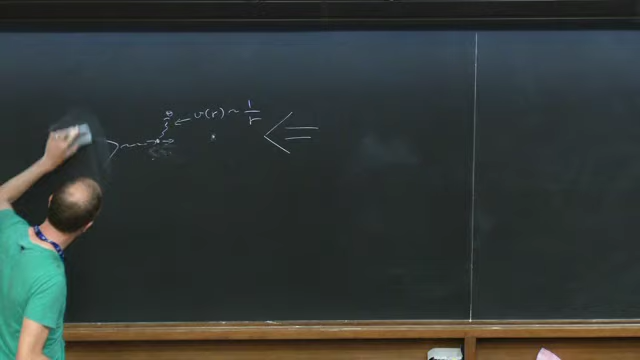 ⊗ ← v(r) ~ 1/r